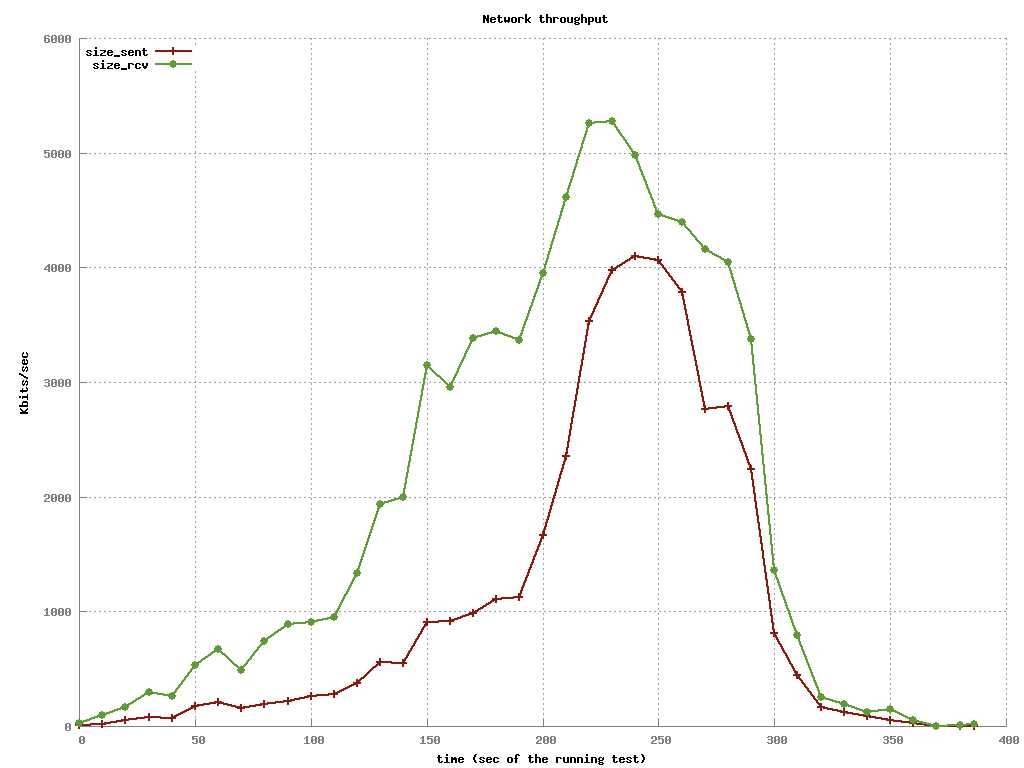 Network throughput
size_sent
size_rcv
6000
5000
4000
3000
2000
1000
0
Kbits/sec
0 50 100 150 200 250 300 350 400
time (sec of the running test)